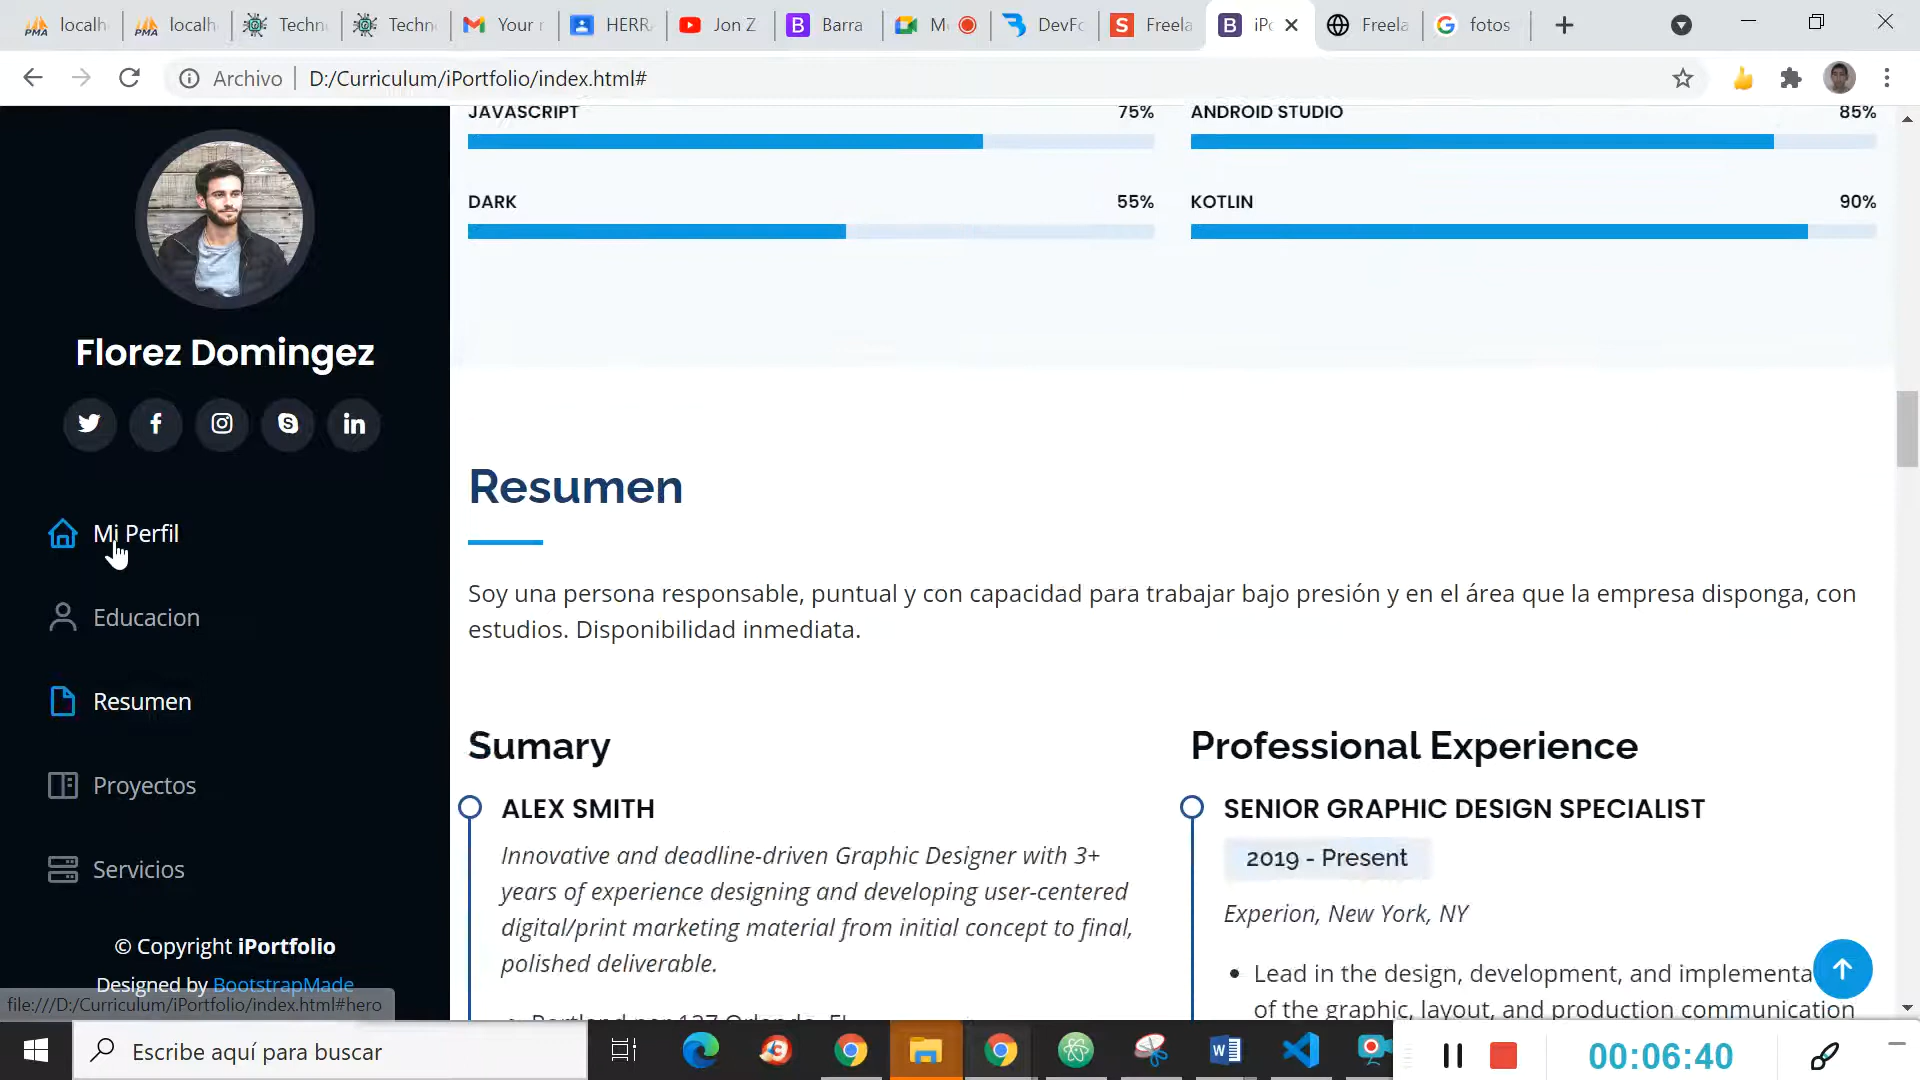 localh
localh
Techn
Techn
Your r
HERR
Jon Z
Barra
M
DevFo
Freela
iPo
Freela
fotos
Archivo
D:/Curriculum/iPortfolio/index.html#
Florez Domingez
Mi Perfil
Educacion
Resumen
Proyectos
Servicios
© Copyright iPortfolio
Designed by BootstrapMade
file:///D:/Curriculum/iPortfolio/index.html#hero
JAVASCRIPT 75%
ANDROID STUDIO 85%
DARK 55%
KOTLIN 90%
Resumen
Soy una persona responsable, puntual y con capacidad para trabajar bajo presión y en el área que la empresa disponga, con
estudios. Disponibilidad inmediata.
Sumary
ALEX SMITH
Innovative and deadline-driven Graphic Designer with 3+
years of experience designing and developing user-centered
digital/print marketing material from initial concept to final,
polished deliverable.
Professional Experience
SENIOR GRAPHIC DESIGN SPECIALIST
2019 - Present
Experion, New York, NY
Lead in the design, development, and implementa
of the graphic, layout, and production communication
Escribe aquí para buscar
00:06:40